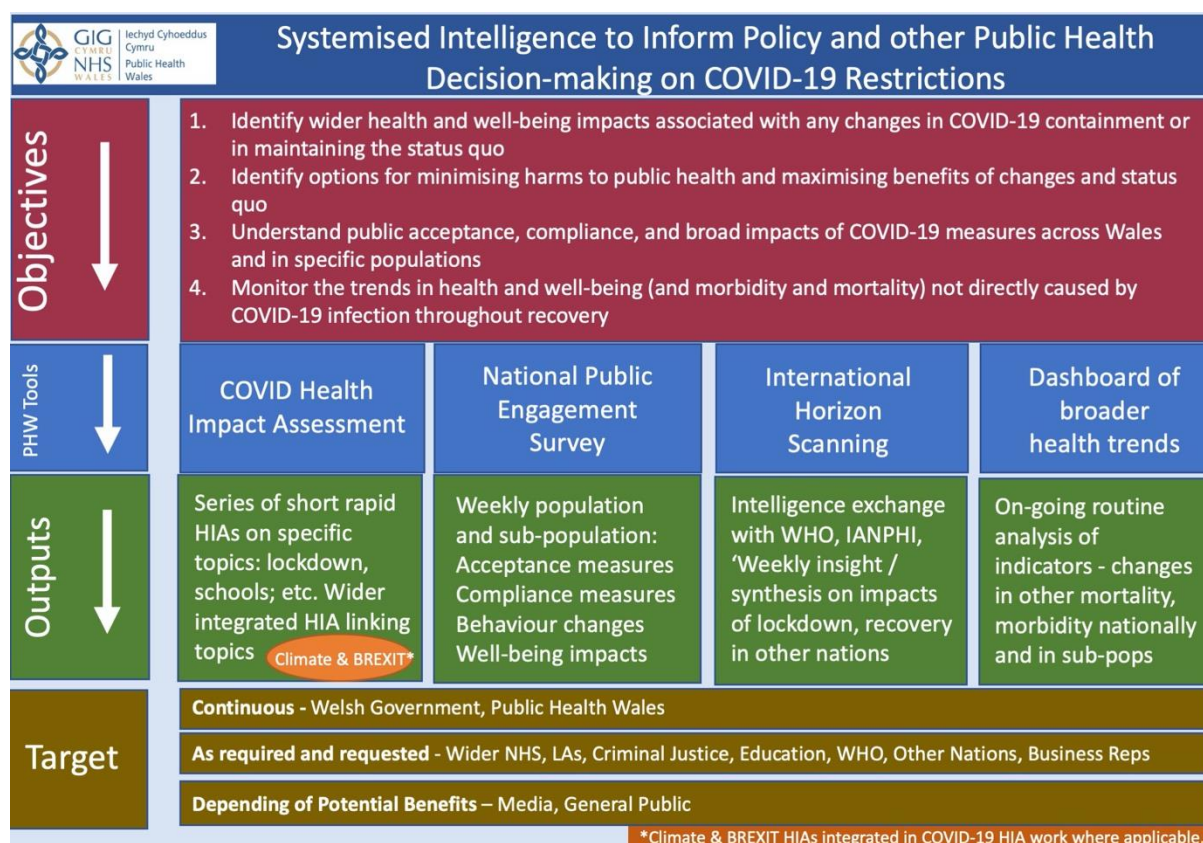 GIG
CYMRU
NHS
WALES
Iechyd Cyhoeddus
Cymru
Public Health
Wales
Systemised Intelligence to Inform Policy and other Public Health
Decision-making on COVID-19 Restrictions
Objectives
1. Identify wider health and well-being impacts associated with any changes in COVID-19 containment or
in maintaining the status quo
2. Identify options for minimising harms to public health and maximising benefits of changes and status
quo
3. Understand public acceptance, compliance, and broad impacts of COVID-19 measures across Wales
and in specific populations
4. Monitor the trends in health and well-being (and morbidity and mortality) not directly caused by
COVID-19 infection throughout recovery
PHW Tools
COVID Health
Impact Assessment
National Public
Engagement
Survey
International
Horizon
Scanning
Dashboard of
broader
health trends
Outputs
Series of short rapid
HIAs on specific
topics: lockdown,
schools; etc. Wider
integrated HIA linking
topics
Climate & BREXIT*
Weekly population
and sub-population:
Acceptance measures
Compliance measures
Behaviour changes
Well-being impacts
Intelligence exchange
with WHO, IANPHI,
‘Weekly insight /
synthesis on impacts
of lockdown, recovery
in other nations
On-going routine
analysis of
indicators - changes
in other mortality,
morbidity nationally
and in sub-pops
Target
Continuous - Welsh Government, Public Health Wales
As required and requested - Wider NHS, LAs, Criminal Justice, Education, WHO, Other Nations, Business Reps
Depending of Potential Benefits – Media, General Public
*Climate & BREXIT HIAs integrated in COVID-19 HIA work where applicable.